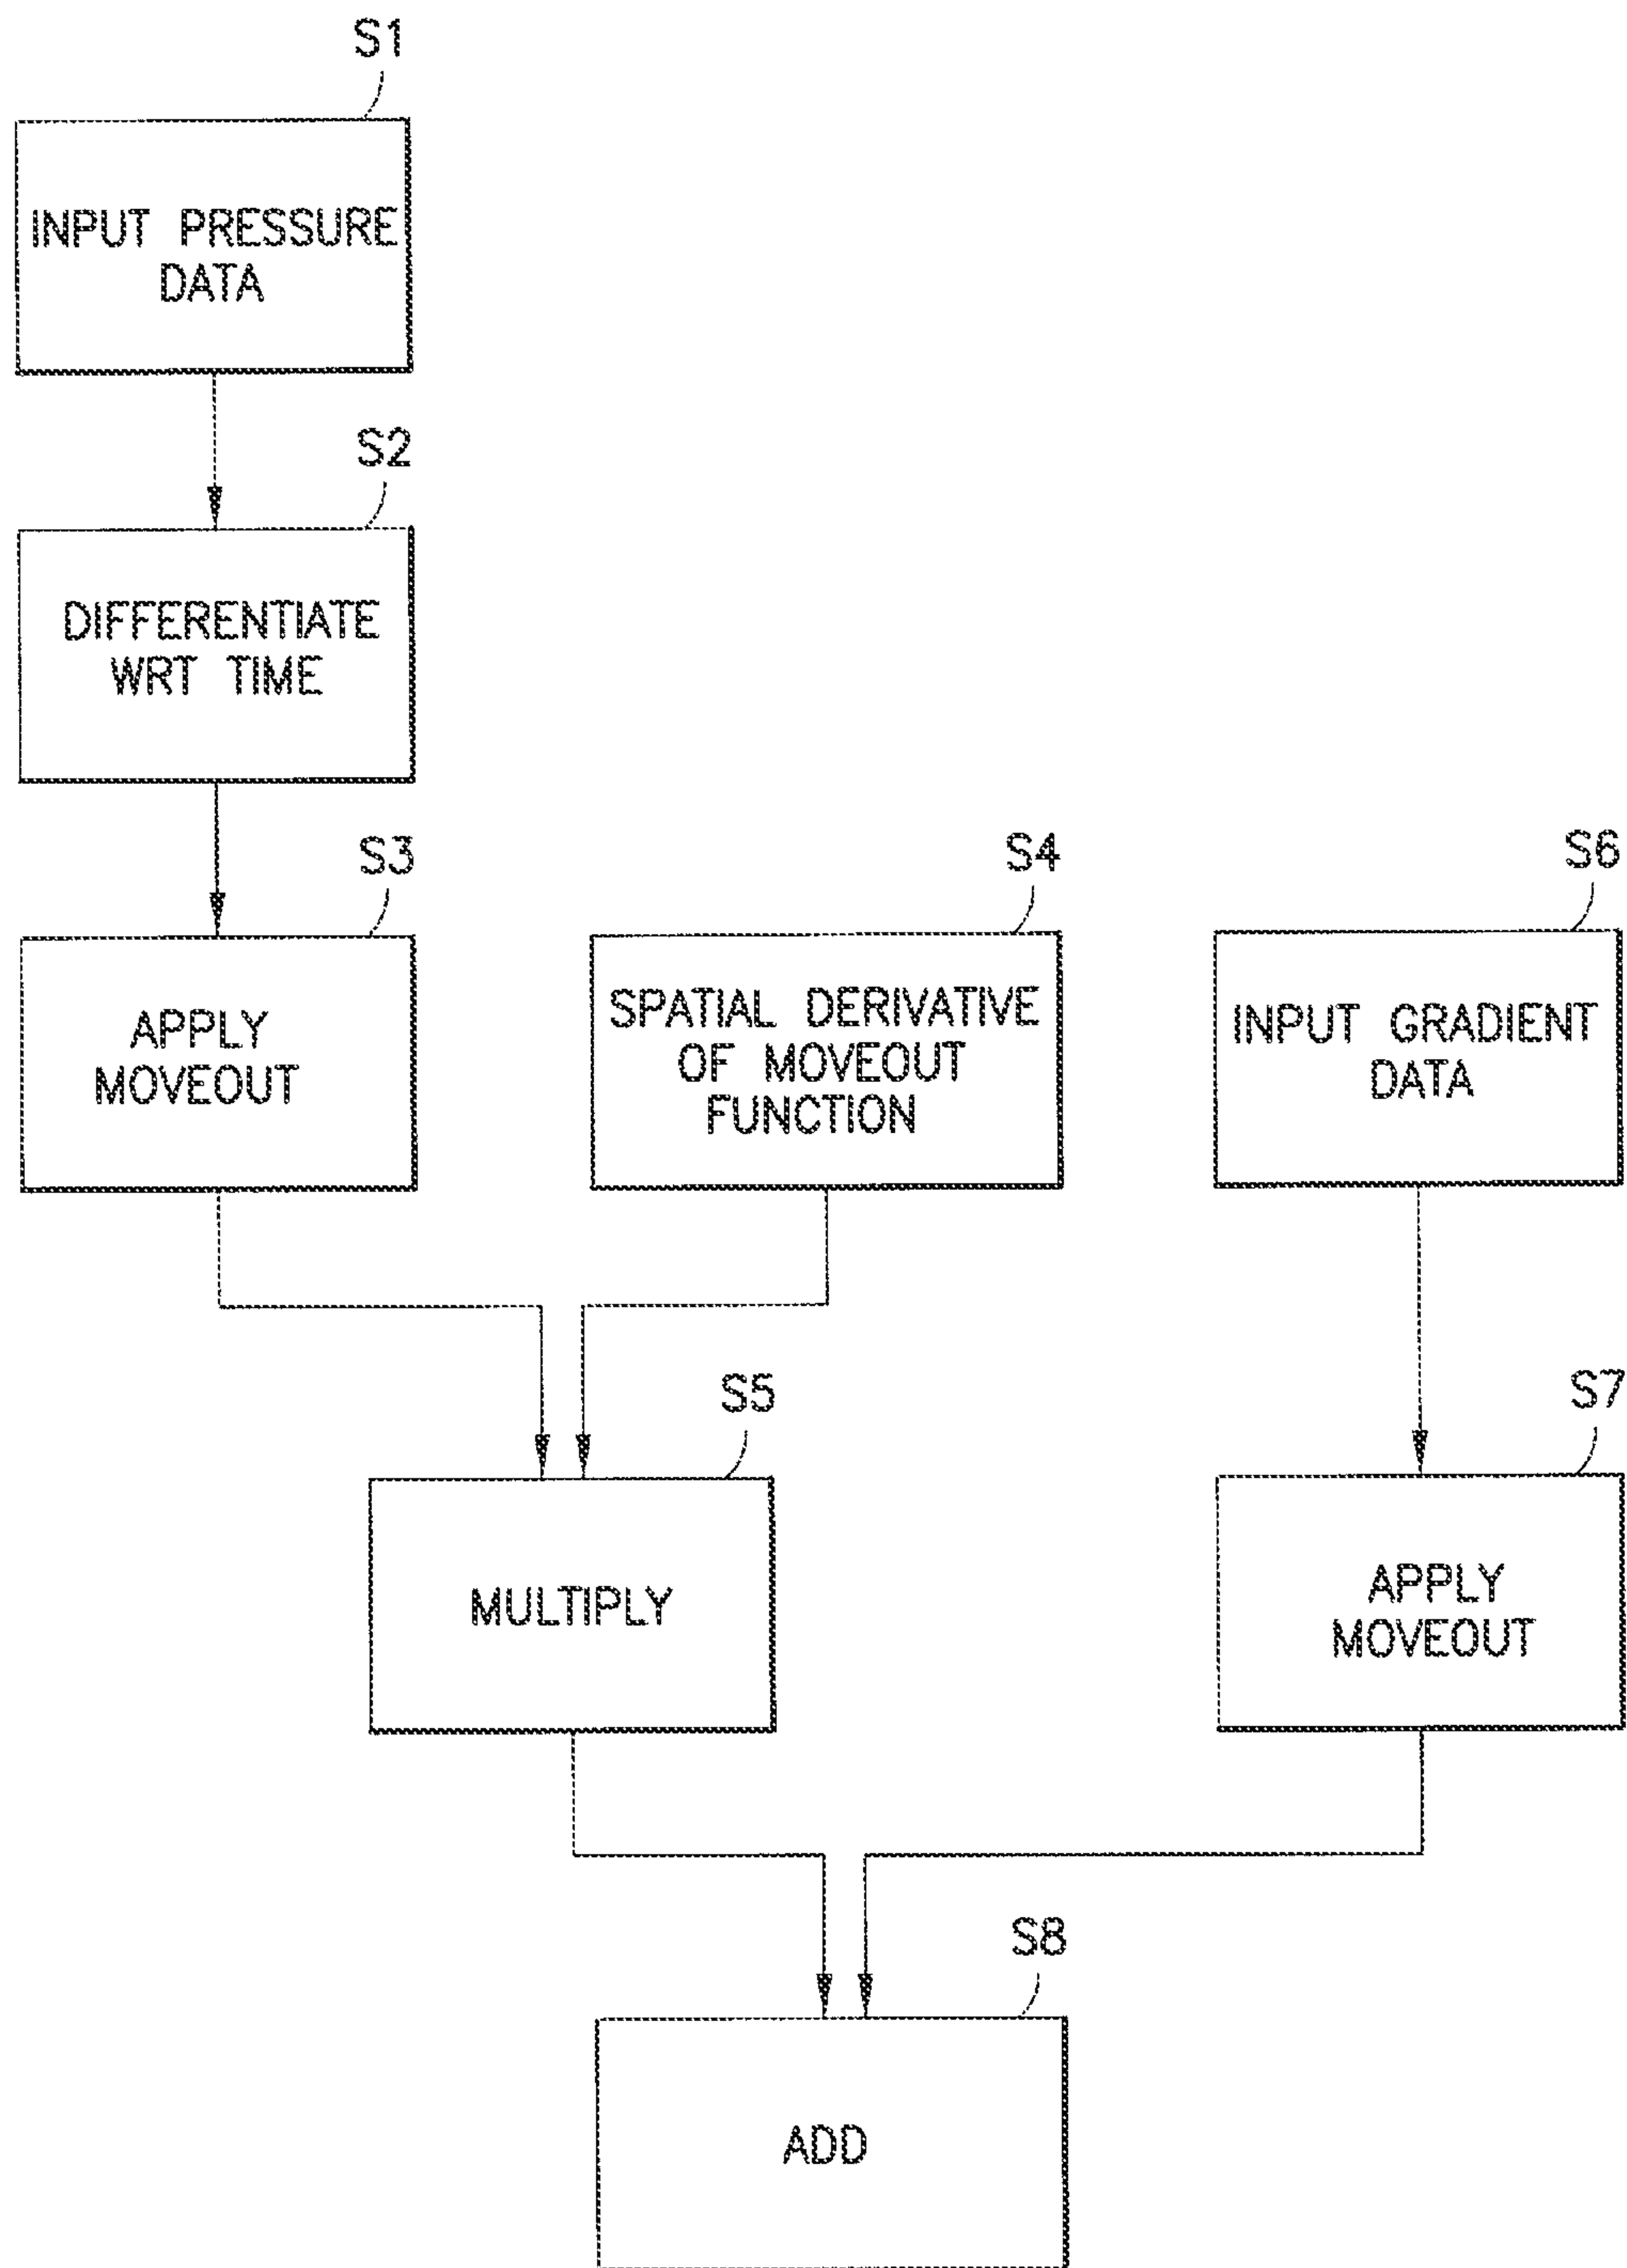 S1
INPUT PRESSURE
DATA
S2
DIFFERENTIATE
WRT TIME
S3
APPLY
MOVEOUT
S4
SPATIAL DERIVATIVE
OF MOVEOUT
FUNCTION
S6
INPUT GRADIENT
DATA
S5
MULTIPLY
S7
APPLY
MOVEOUT
S8
ADD